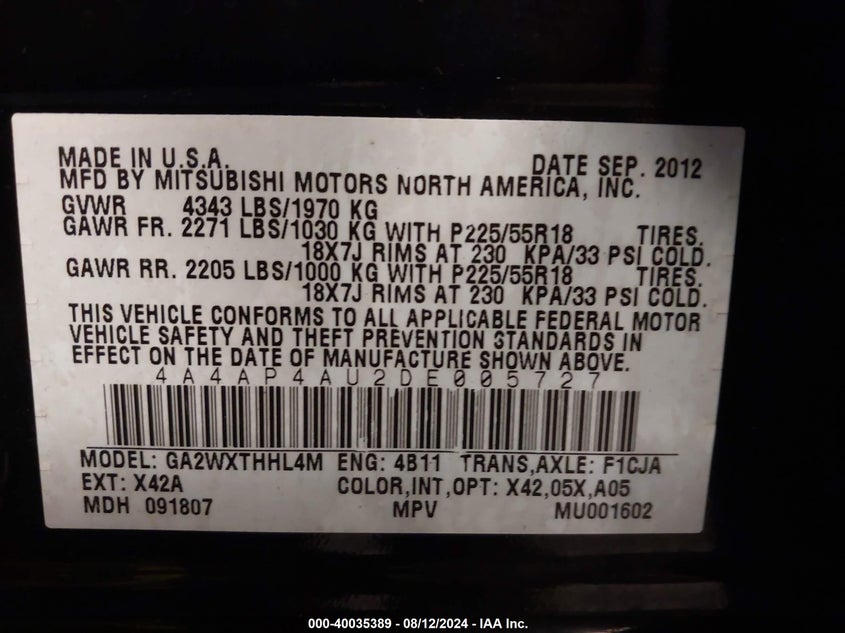 MADE IN U.S.A. DATE SEP. 2012
MFD BY MITSUBISHI MOTORS NORTH AMERICA, INC.
GVWR 4343 LBS/1970 KG
GAWR FR. 2271 LBS/1030 KG WITH P225/55R18 TIRES.
18X7J RIMS AT 230 KPA/33 PSI COLD.
GAWR RR. 2205 LBS/1000 KG WITH P225/55R18 TIRES.
18X7J RIMS AT 230 KPA/33 PSI COLD.
THIS VEHICLE CONFORMS TO ALL APPLICABLE FEDERAL MOTOR
VEHICLE SAFETY AND THEFT PREVENTION STANDARDS IN
EFFECT ON THE DATE OF MANUFACTURE SHOWN ABOVE.
4A4AP4AU2DE005727
MODEL: GA2WXTHHL4M ENG: 4B11 TRANS,AXLE: F1CJA
EXT: X42A COLOR,INT,OPT: X42,05X,A05
MDH 091807 MPV MU001602
000-40035389 - 08/12/2024 - IAA Inc.